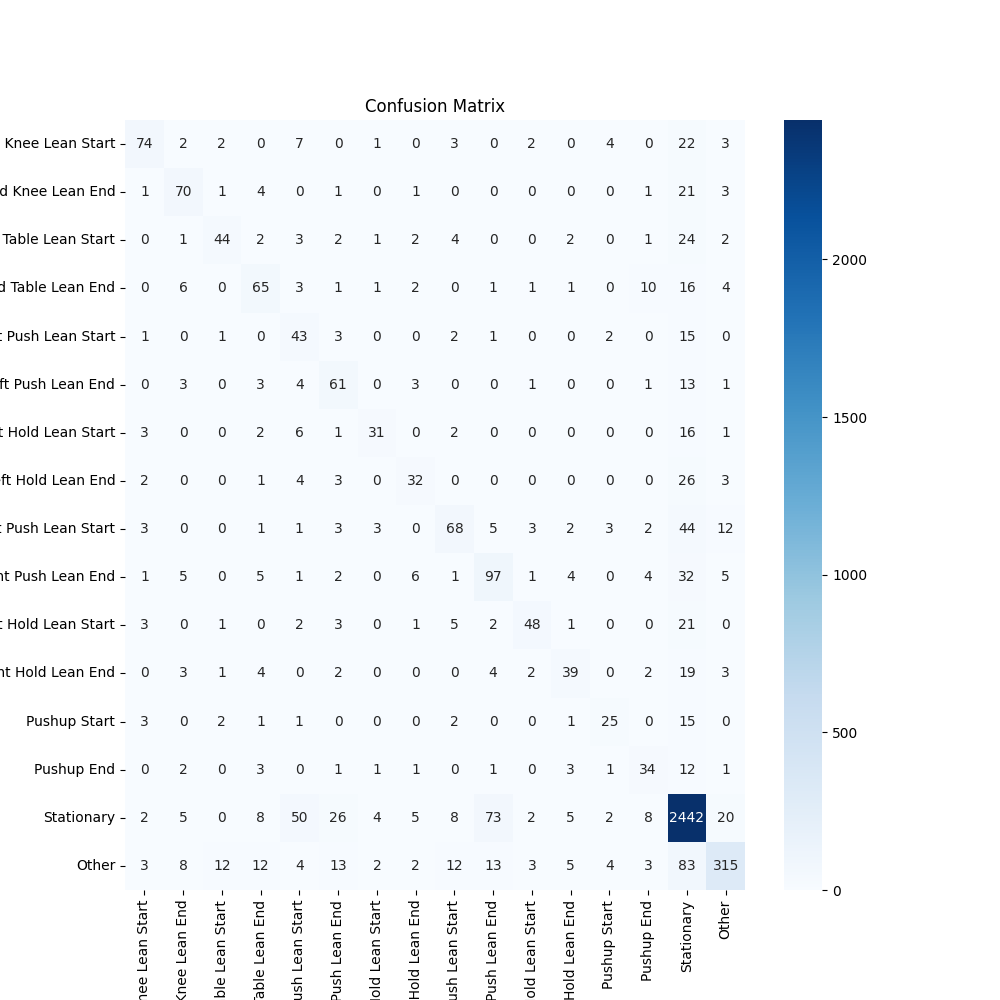 Confusion Matrix
Knee Lean Start 74 2 2 0 7 0 1 0 3 0 2 0 4 0 22 3
d Knee Lean End 1 70 1 4 0 1 0 1 0 0 0 0 0 1 21 3
Table Lean Start 0 1 44 2 3 2 1 2 4 0 0 2 0 1 24 2
d Table Lean End 0 6 0 65 3 1 1 2 0 1 1 1 0 10 16 4
t Push Lean Start 1 0 1 0 43 3 0 0 2 1 0 0 2 0 15 0
ft Push Lean End 0 3 0 3 4 61 0 3 0 0 1 0 0 1 13 1
t Hold Lean Start 3 0 0 2 6 1 31 0 2 0 0 0 0 0 16 1
ft Hold Lean End 2 0 0 1 4 3 0 32 0 0 0 0 0 0 26 3
t Push Lean Start 3 0 0 1 1 3 3 0 68 5 3 2 3 2 44 12
nt Push Lean End 1 5 0 5 1 2 0 6 1 97 1 4 0 4 32 5
t Hold Lean Start 3 0 1 0 2 3 0 1 5 2 48 1 0 0 21 0
nt Hold Lean End 0 3 1 4 0 2 0 0 0 4 2 39 0 2 19 3
Pushup Start 3 0 2 1 1 0 0 0 2 0 0 1 25 0 15 0
Pushup End 0 2 0 3 0 1 1 1 0 1 0 3 1 34 12 1
Stationary 2 5 0 8 50 26 4 5 8 73 2 5 2 8 2442 20
Other 3 8 12 12 4 13 2 2 12 13 3 5 4 3 83 315
nee Lean Start
Knee Lean End
ble Lean Start
Table Lean End
ush Lean Start
Push Lean End
old Lean Start
Hold Lean End
ush Lean Start
Push Lean End
old Lean Start
Hold Lean End
Pushup Start
Pushup End
Stationary
Other
2000
1500
1000
500
0